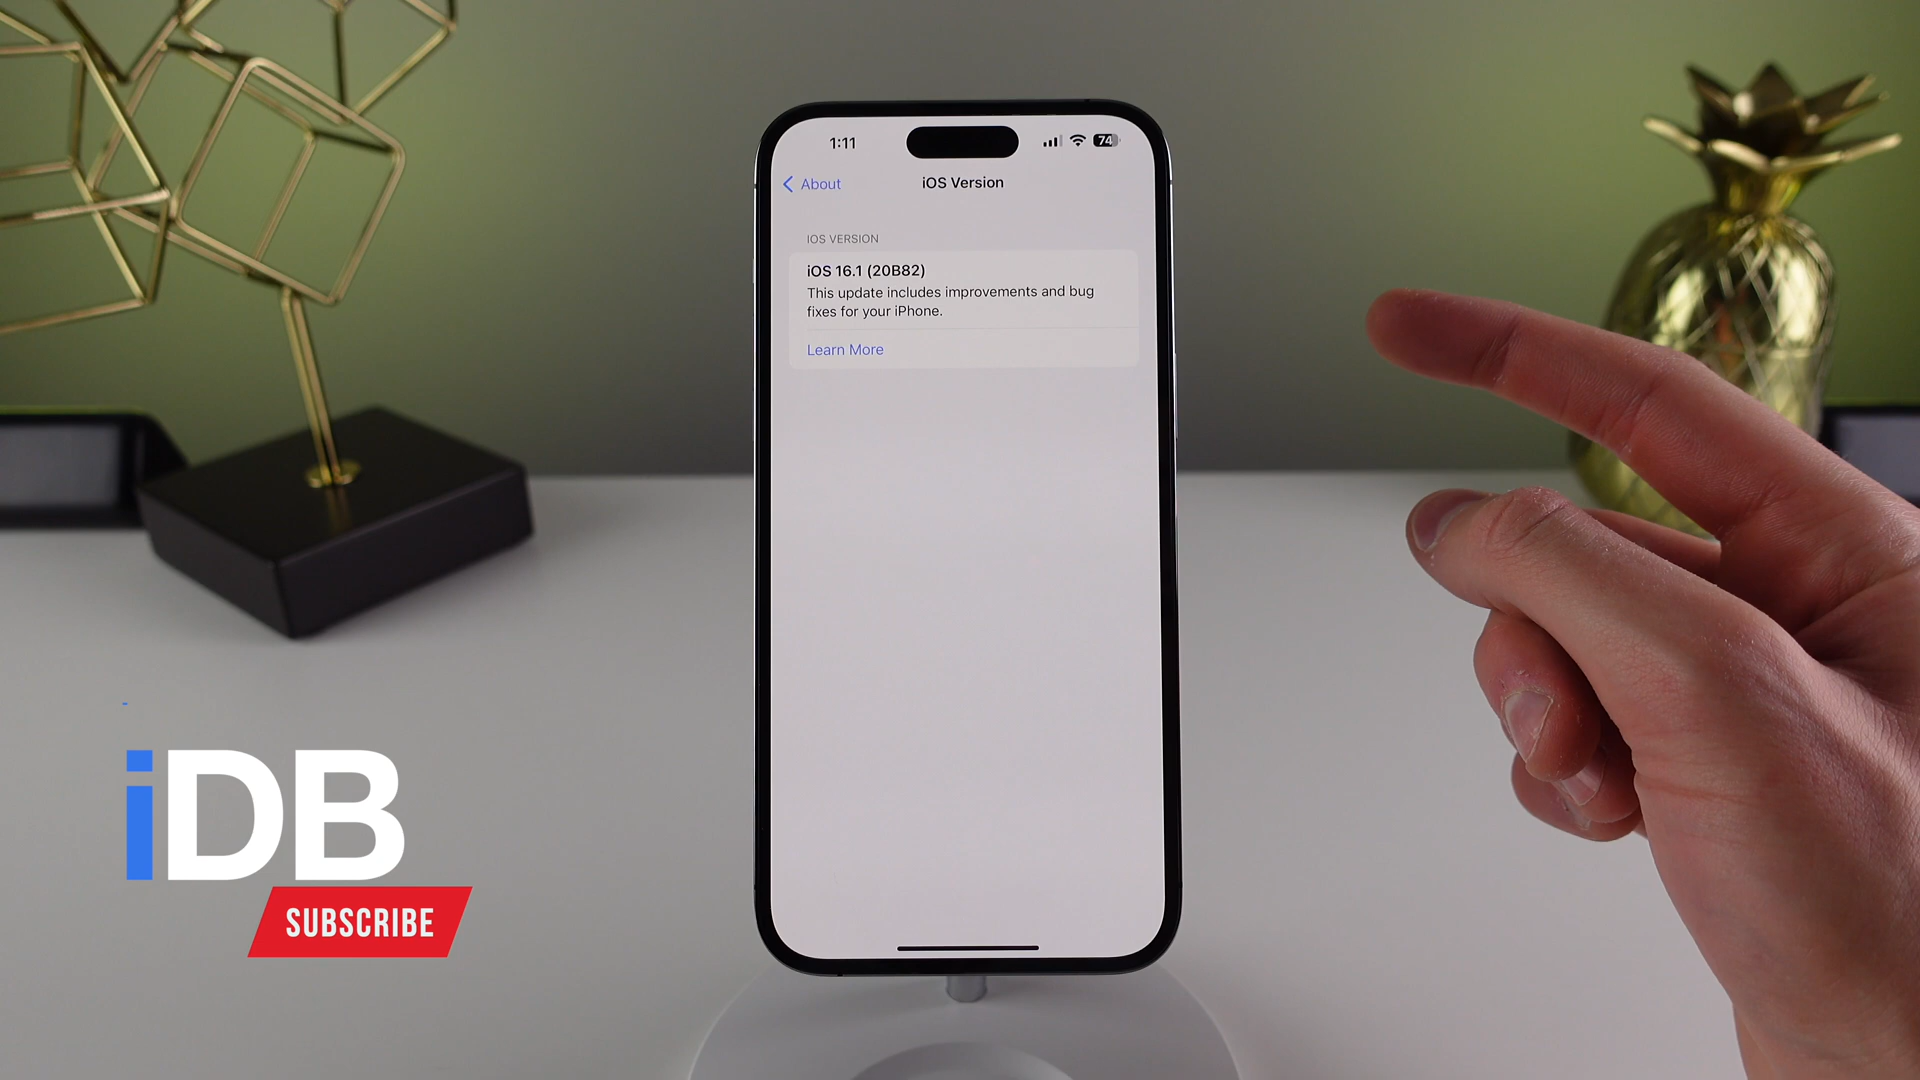 1:11
74
About
iOS Version
IOS VERSION
iOS 16.1 (20B82)
This update includes improvements and bug
fixes for your iPhone.
Learn More
iDB
SUBSCRIBE